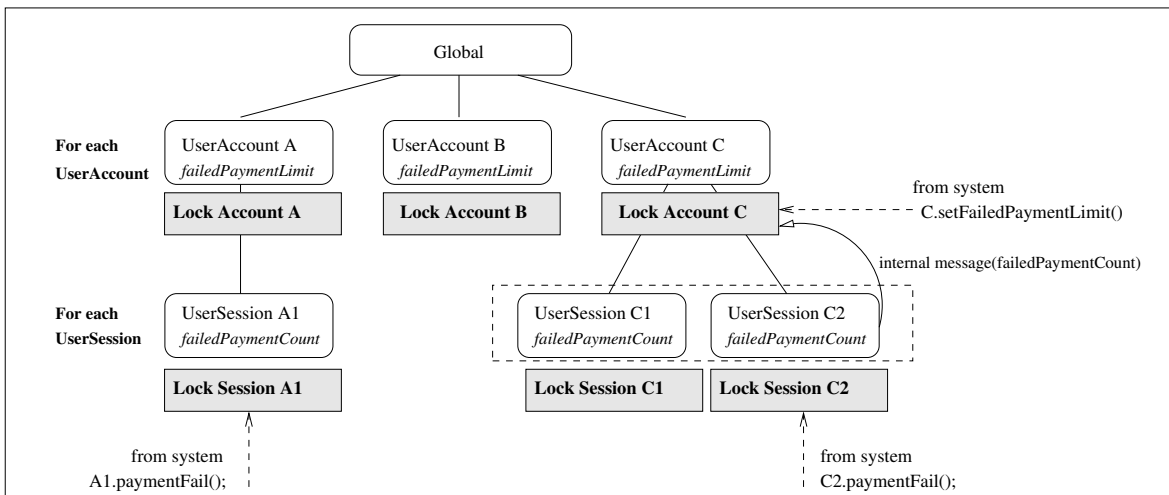 Global
For each
UserAccount
UserAccount A
failedPaymentLimit
UserAccount B
failedPaymentLimit
UserAccount C
failedPaymentLimit
Lock Account A
Lock Account B
Lock Account C
from system
C.setFailedPaymentLimit()
internal message(failedPaymentCount)
For each
UserSession
UserSession A1
failedPaymentCount
UserSession C1
failedPaymentCount
UserSession C2
failedPaymentCount
Lock Session A1
Lock Session C1
Lock Session C2
from system
A1.paymentFail();
from system
C2.paymentFail();